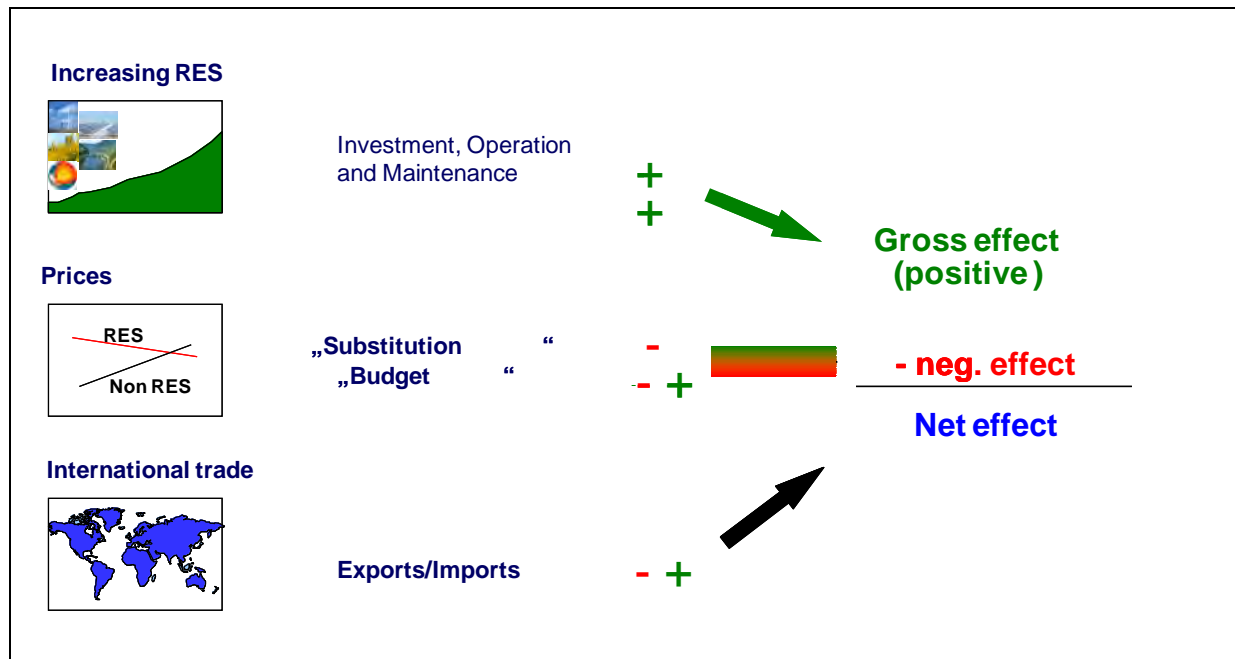 Increasing RES
Investment, Operation
and Maintenance
+
+
Gross effect
(positive )
Prices
RES
Non RES
„Substitution “
„Budget “
-
- +
- neg. effect
Net effect
International trade
Exports/Imports
- +